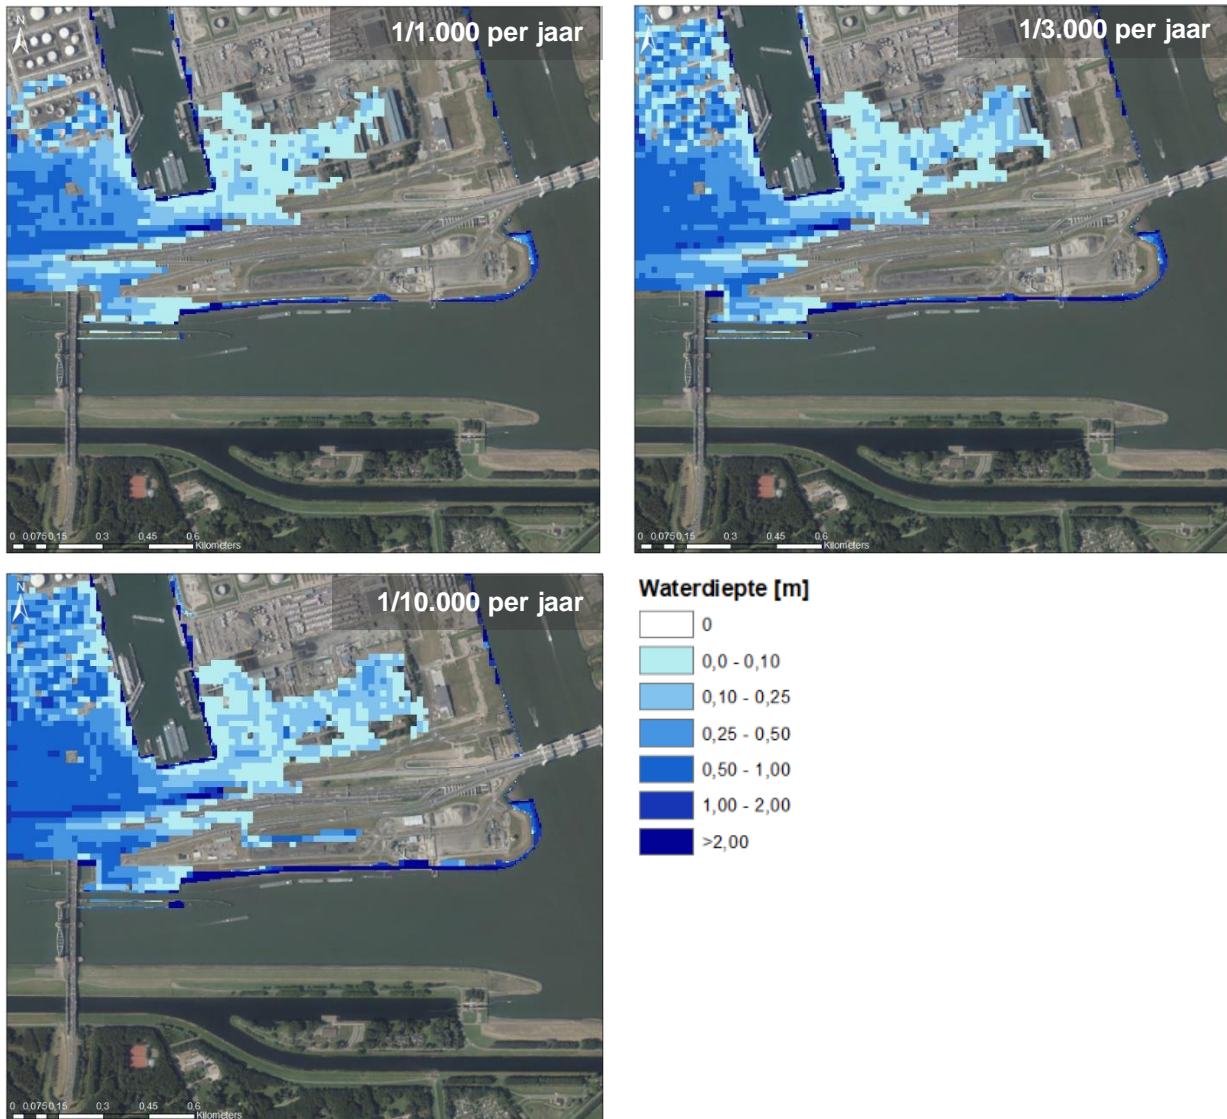 1/1.000 per jaar
N
0 0,075 0,15 0,3 0,45 0,6
Kilometers
1/3.000 per jaar
N
0 0,075 0,15 0,3 0,45 0,6
Kilometers
1/10.000 per jaar
N
0 0,075 0,15 0,3 0,45 0,6
Kilometers
Waterdiepte [m]
0
0,0 - 0,10
0,10 - 0,25
0,25 - 0,50
0,50 - 1,00
1,00 - 2,00
>2,00